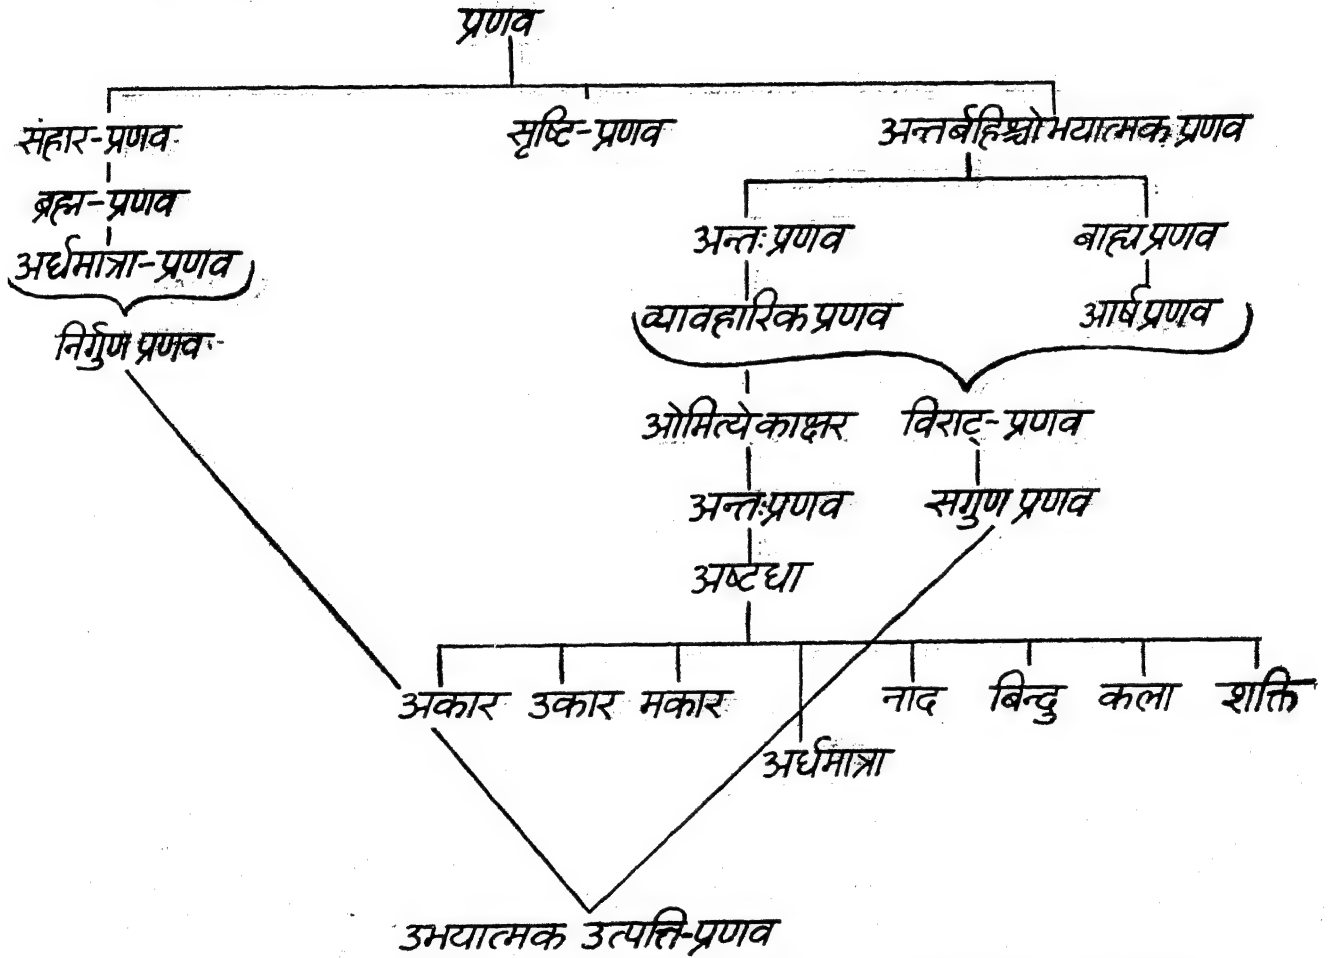 प्रणव
संहार-प्रणव सृष्टि-प्रणव अन्तर्बहिश्चोभयात्मक प्रणव
ब्रह्म-प्रणव
अन्तः प्रणव बाह्य प्रणव
अर्धमात्रा-प्रणव
व्यावहारिक प्रणव आर्ष प्रणव
निर्गुण प्रणव
ओमित्येकाक्षर विराट्-प्रणव
अन्तःप्रणव सगुण प्रणव
अष्टधा
अकार उकार मकार नाद बिन्दु कला शक्ति
अर्धमात्रा
उभयात्मक उत्पत्ति-प्रणव